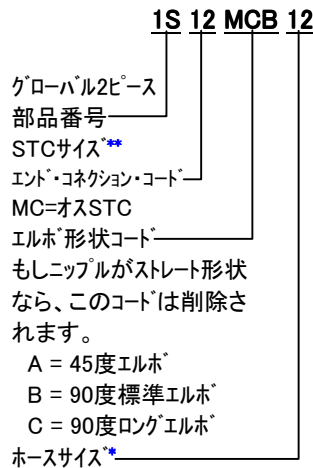 1S 12 MCB 12
ｸﾞﾛｰﾊﾞﾙ2ﾋﾟｰｽ
部品番号
STCｻｲｽﾞ**
ｴﾝﾄﾞ･ｺﾈｸｼｮﾝ･ｺｰﾄﾞ
MC=オスSTC
ｴﾙﾎﾞ形状ｺｰﾄﾞ
もしﾆｯﾌﾟﾙがｽﾄﾚｰﾄ形状
なら、このｺｰﾄﾞは削除さ
れます。
A = 45度ｴﾙﾎﾞ
B = 90度標準ｴﾙﾎﾞ
C = 90度ﾛﾝｸﾞｴﾙﾎﾞ
ﾎｰｽｻｲｽﾞ*